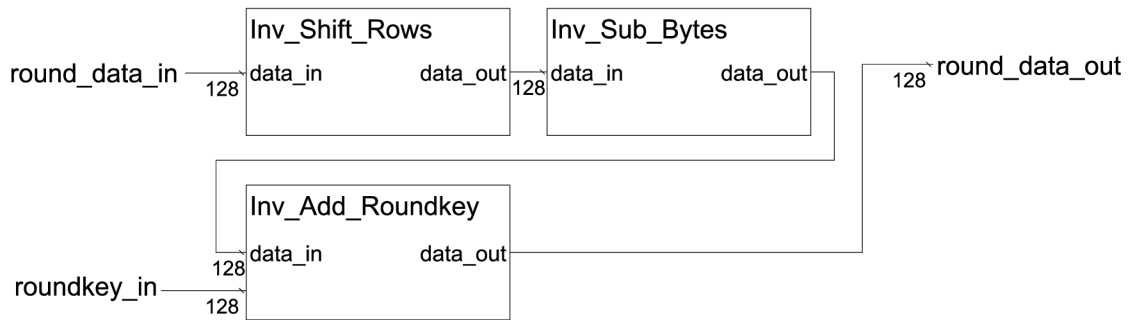 Inv_Shift_Rows
Inv_Sub_Bytes
round_data_in
128
data_in
data_out
128
data_in
data_out
128
round_data_out
Inv_Add_Roundkey
128
data_in
data_out
roundkey_in
128